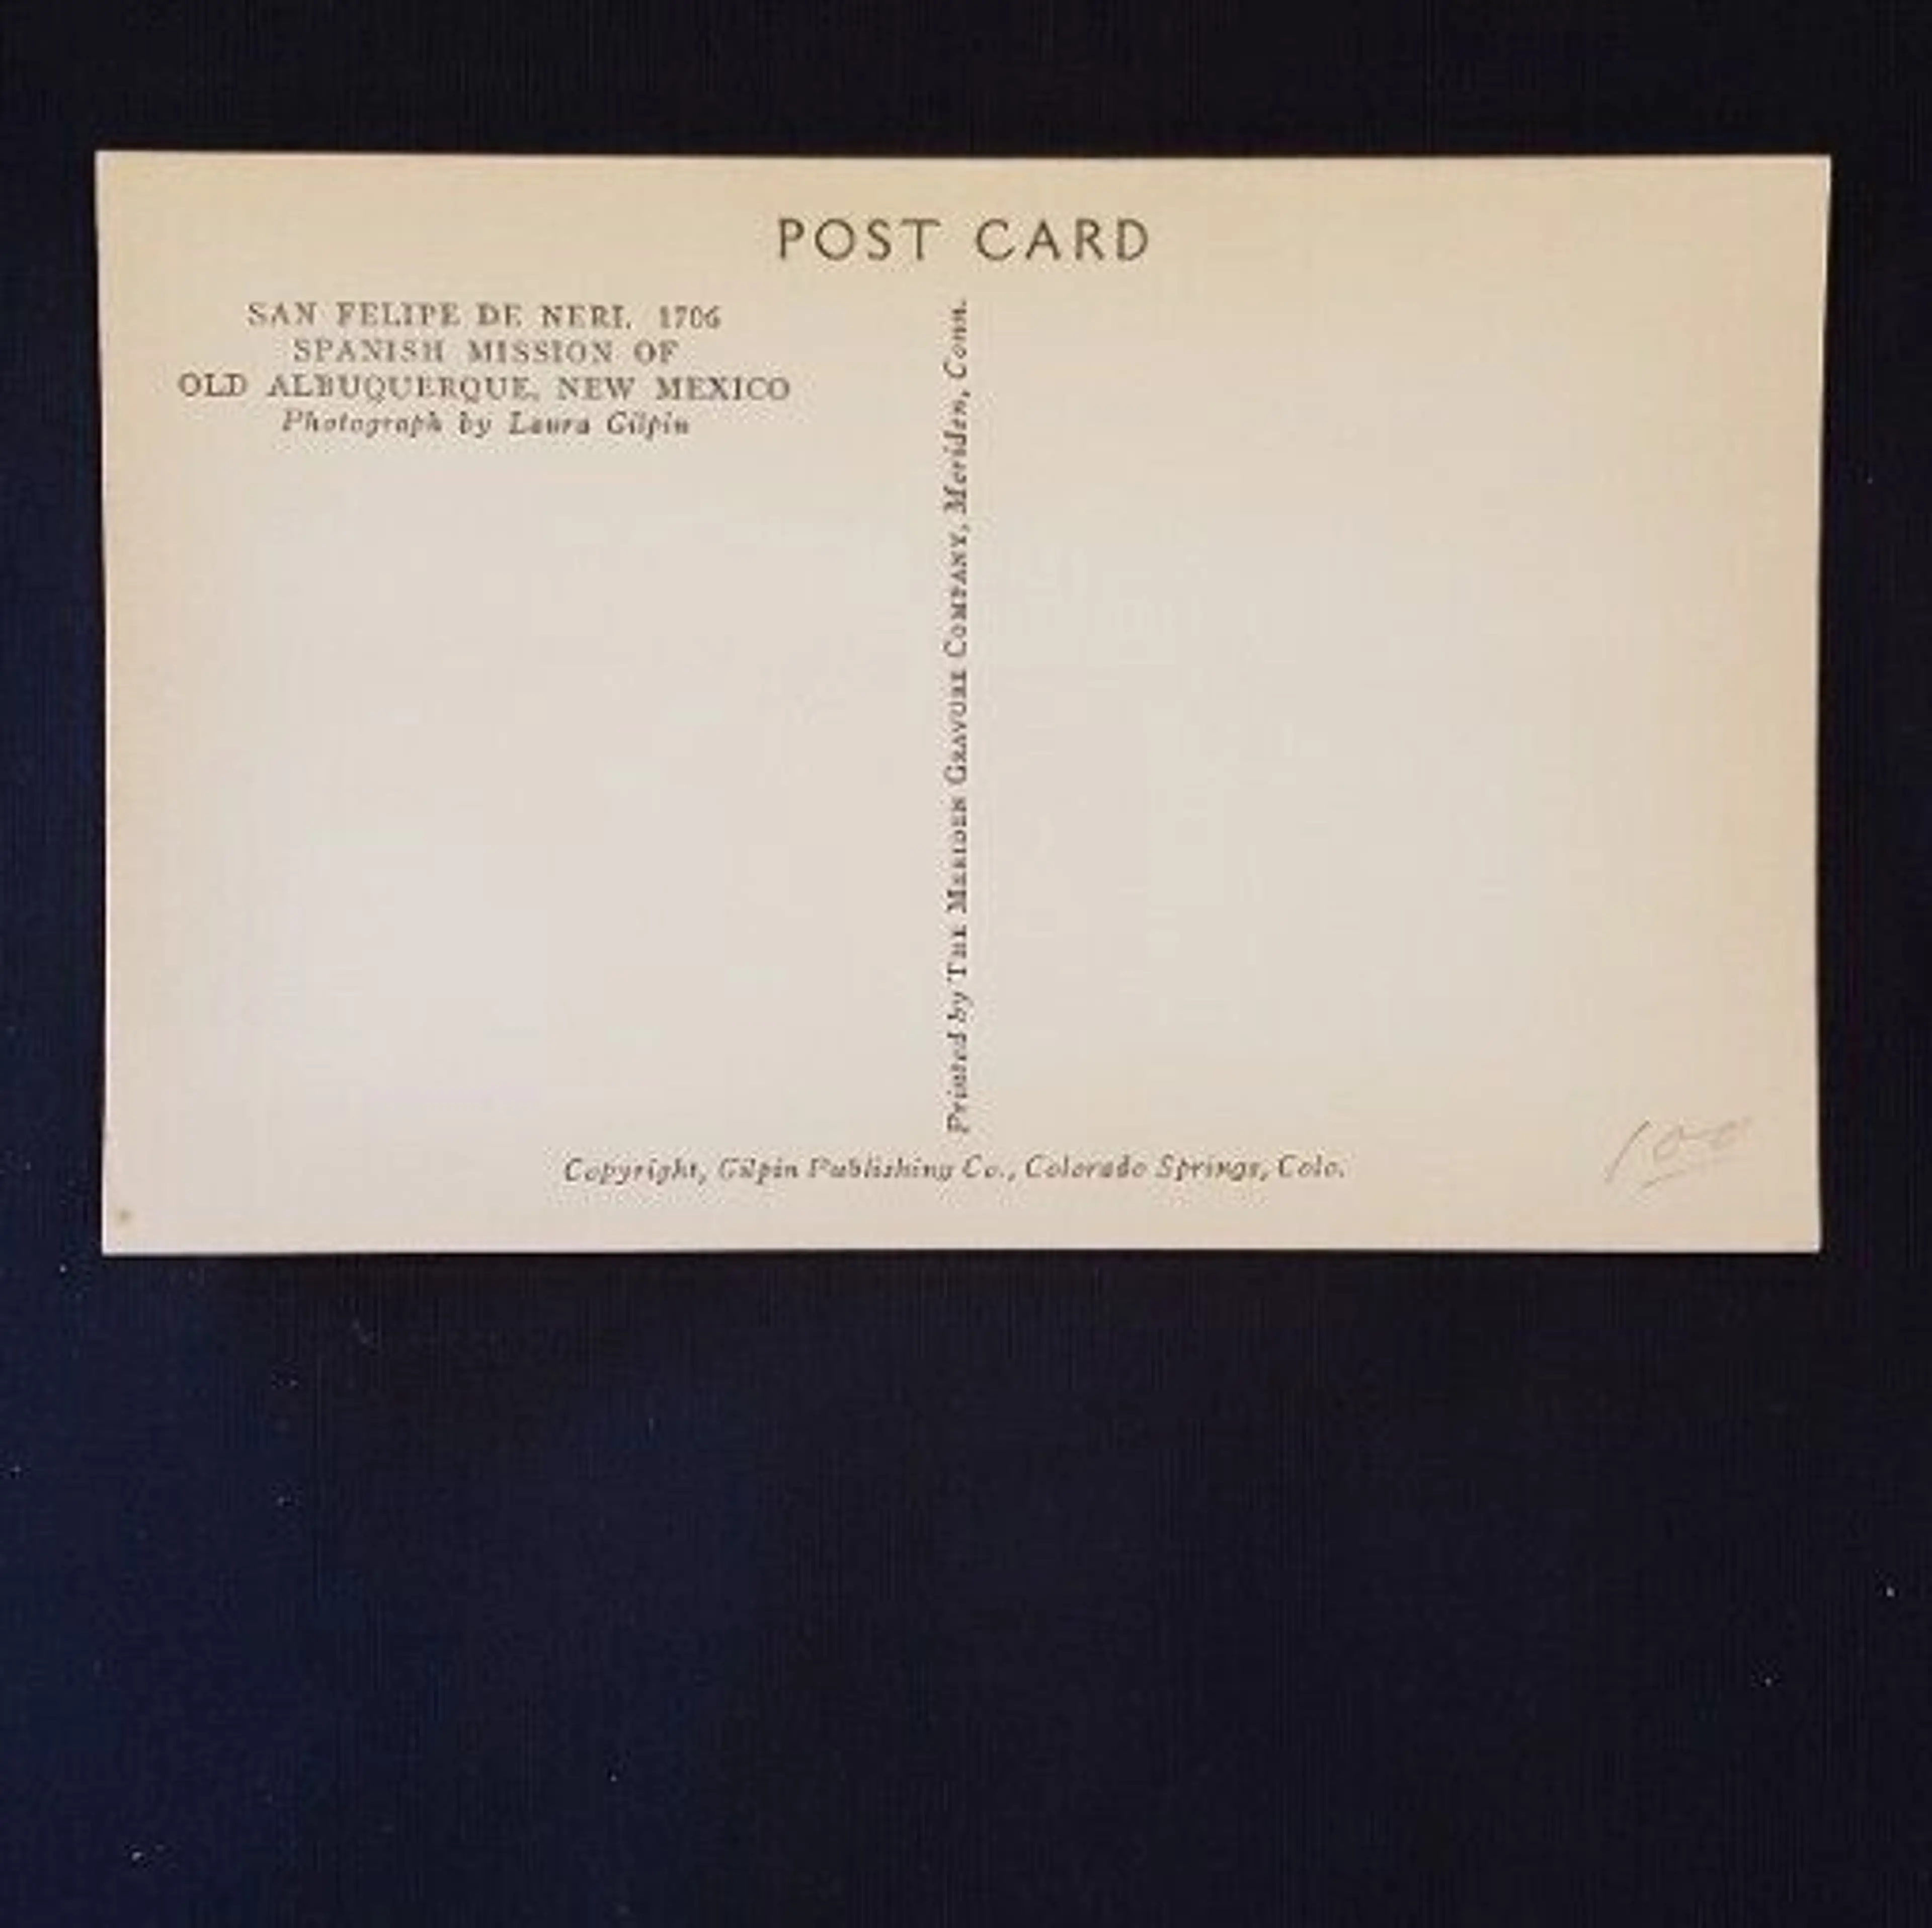 POST CARD
SAN FELIPE DE NERI, 1706
SPANISH MISSION OF
OLD ALBUQUERQUE, NEW MEXICO
Photograph by Laura Gilpin
Printed by THE MERIDEN GRAVURE COMPANY, Meriden, Conn.
Copyright, Gilpin Publishing Co., Colorado Springs, Colo.
100